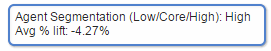 Agent Segmentation (Low/Core/High): High
Avg % lift: -4.27%